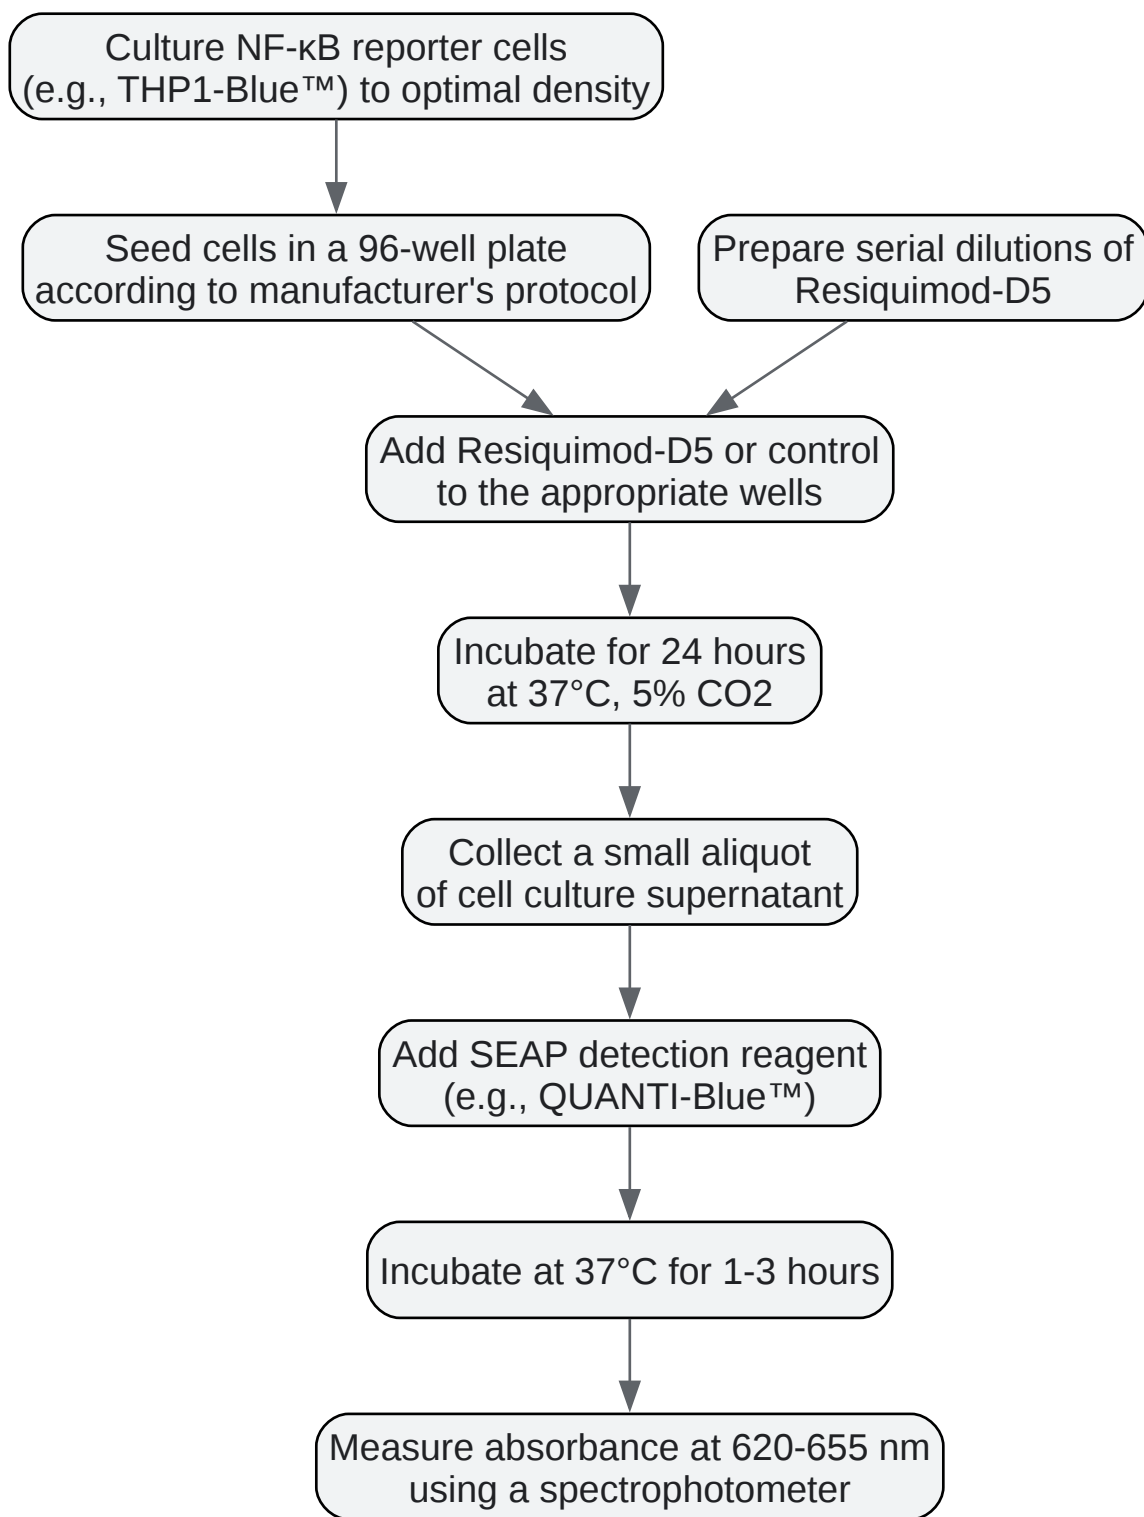 Culture NF-κB reporter cells
(e.g., THP1-Blue™) to optimal density
Seed cells in a 96-well plate
according to manufacturer's protocol
Prepare serial dilutions of
Resiquimod-D5
Add Resiquimod-D5 or control
to the appropriate wells
Incubate for 24 hours
at 37°C, 5% CO2
Collect a small aliquot
of cell culture supernatant
Add SEAP detection reagent
(e.g., QUANTI-Blue™)
Incubate at 37°C for 1-3 hours
Measure absorbance at 620-655 nm
using a spectrophotometer